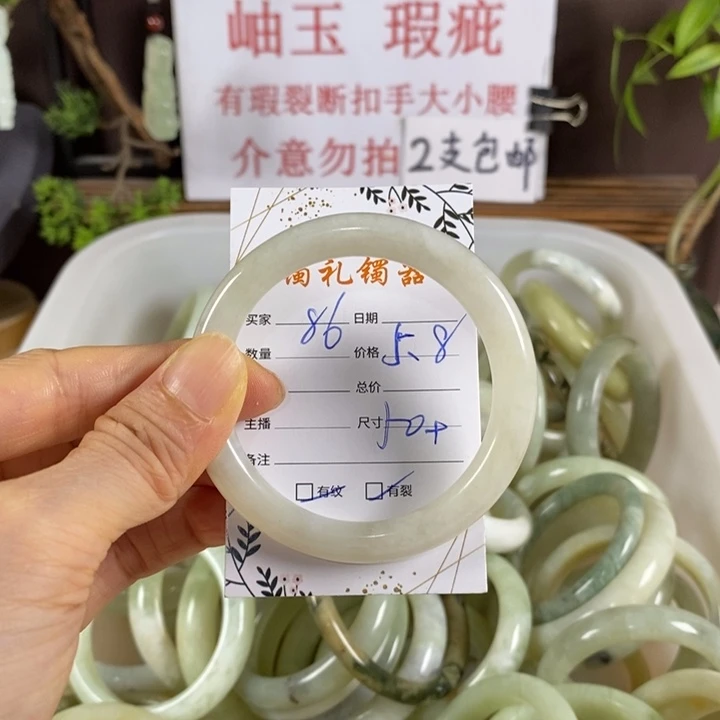 岫玉 瑕疵
有瑕裂断扣手大小腰
介意勿拍 2支包邮
礼镯器
买家 86 日期
数量 价格 5.8
总价
主播 尺寸 50+
备注
有纹 有裂